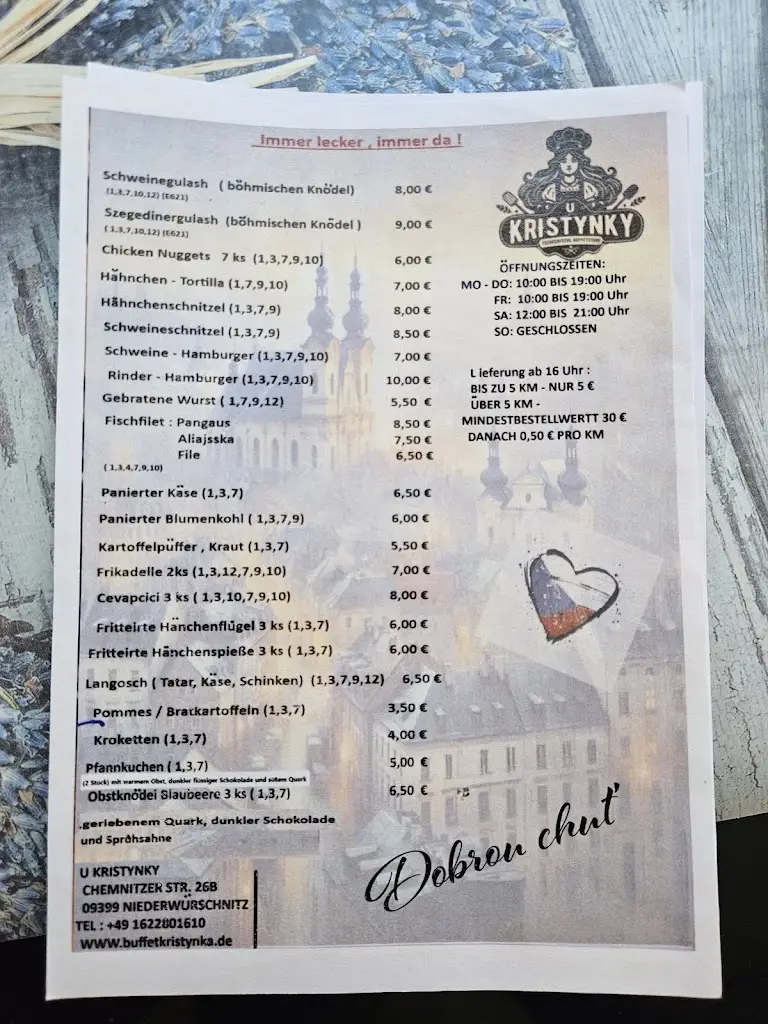 Immer lecker , immer da !
Schweinegulash ( böhmischen Knödel) 8,00 €
(1,3,7,10,12) (E621)
Szegedinergulash (böhmischen Knödel ) 9,00 €
( 1,3,7,10,12) (E621)
Chicken Nuggets 7 ks (1,3,7,9,10) 6,00 €
Hähnchen - Tortilla (1,7,9,10) 7,00 €
Hähnchenschnitzel (1,3,7,9) 8,00 €
Schweineschnitzel (1,3,7,9) 8,50 €
Schweine - Hamburger (1,3,7,9,10) 7,00 €
Rinder - Hamburger (1,3,7,9,10) 10,00 €
Gebratene Wurst ( 1,7,9,12) 5,50 €
Fischfilet : Pangaus 8,50 €
Aliajsska 7,50 €
File 6,50 €
( 1,3,4,7,9,10)
Panierter Käse (1,3,7) 6,50 €
Panierter Blumenkohl ( 1,3,7,9) 6,00 €
Kartoffelpüffer , Kraut (1,3,7) 5,50 €
Frikadelle 2ks (1,3,12,7,9,10) 7,00 €
Cevapcici 3 ks ( 1,3,10,7,9,10) 8,00 €
Fritteirte Hänchenflügel 3 ks (1,3,7) 6,00 €
Fritteirte Hänchenspieße 3 ks ( 1,3,7) 6,00 €
Langosch ( Tatar, Käse, Schinken) (1,3,7,9,12) 6,50 €
Pommes / Bratkartoffeln (1,3,7) 3,50 €
Kroketten (1,3,7) 4,00 €
Pfannkuchen ( 1,3,7) 5,00 €
(2 Stock) mit warmem Obst, dunkler flüssiger Schokolade und süßem Quark
Obstknödel Blaubeere 3 ks ( 1,3,7) 6,50 €
.geriebenem Quark, dunkler Schokolade
und Sprühsahne
U KRISTYNKY
CHEMNITZER STR. 26B
09399 NIEDERWÜRSCHNITZ
TEL : +49 1622801610
WWW.buffetkristynka.de
U
KRISTYNKY
ÖFFNUNGSZEITEN:
MO - DO: 10:00 BIS 19:00 Uhr
FR: 10:00 BIS 19:00 Uhr
SA: 12:00 BIS 21:00 Uhr
SO: GESCHLOSSEN
L ieferung ab 16 Uhr :
BIS ZU 5 KM - NUR 5 €
ÜBER 5 KM -
MINDESTBESTELLWERTT 30 €
DANACH 0,50 € PRO KM
Dobrou chuť